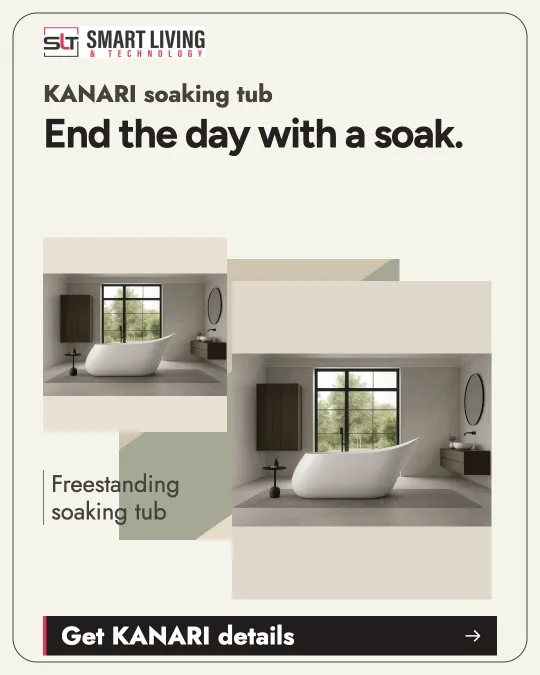 SLT SMART LIVING
& TECHNOLOGY
KANARI soaking tub
End the day with a soak.
Freestanding
soaking tub
Get KANARI details →